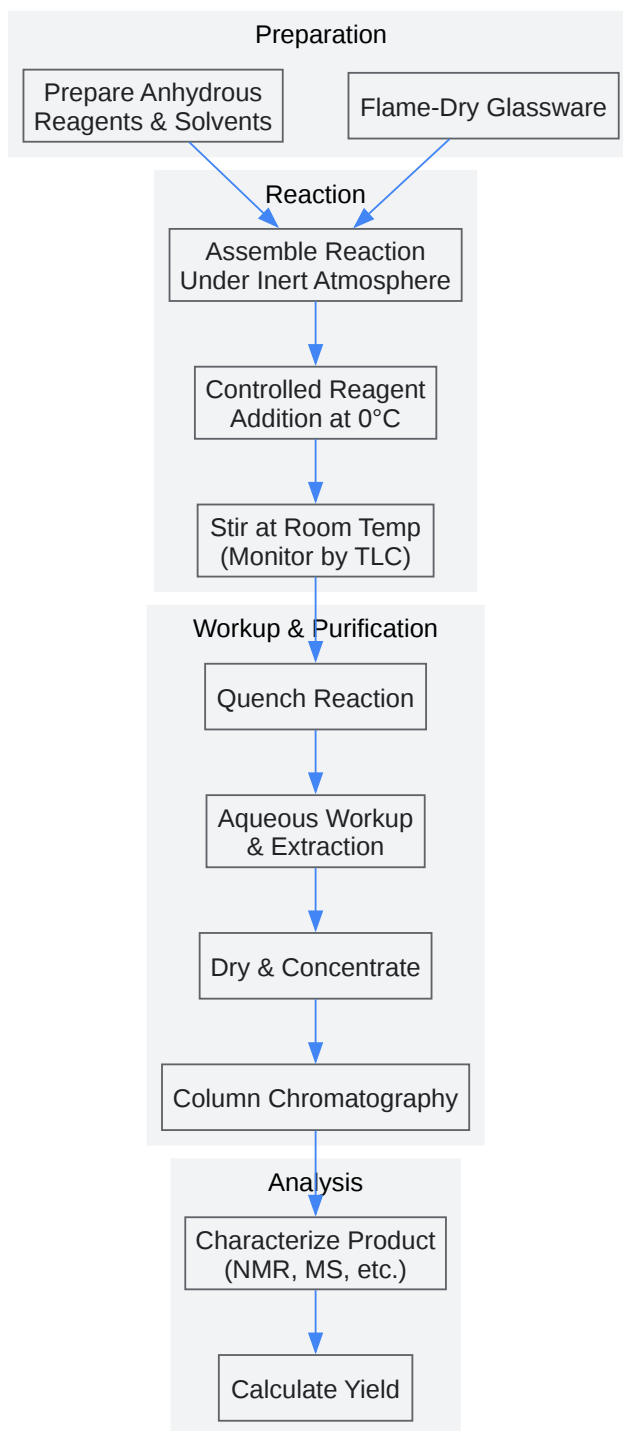 Preparation
Prepare Anhydrous
Reagents & Solvents
Flame-Dry Glassware
Reaction
Assemble Reaction
Under Inert Atmosphere
Controlled Reagent
Addition at 0°C
Stir at Room Temp
(Monitor by TLC)
Workup & Purification
Quench Reaction
Aqueous Workup
& Extraction
Dry & Concentrate
Column Chromatography
Analysis
Characterize Product
(NMR, MS, etc.)
Calculate Yield